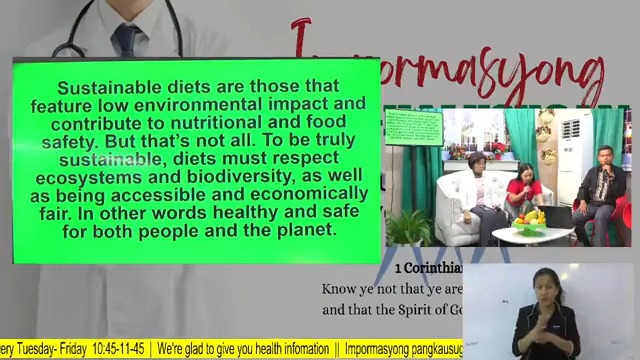 Impormasyong
Sustainable diets are those that
feature low environmental impact and
contribute to nutritional and food
safety. But that's not all. To be truly
sustainable, diets must respect
ecosystems and biodiversity, as well
as being accessible and economically
fair. In other words healthy and safe
for both people and the planet.
1 Corinthian
Know ye not that ye are
and that the Spirit of Go
ery Tuesday- Friday 10:45-11-45 | We're glad to give you health infomation || Impormasyong pangkausug